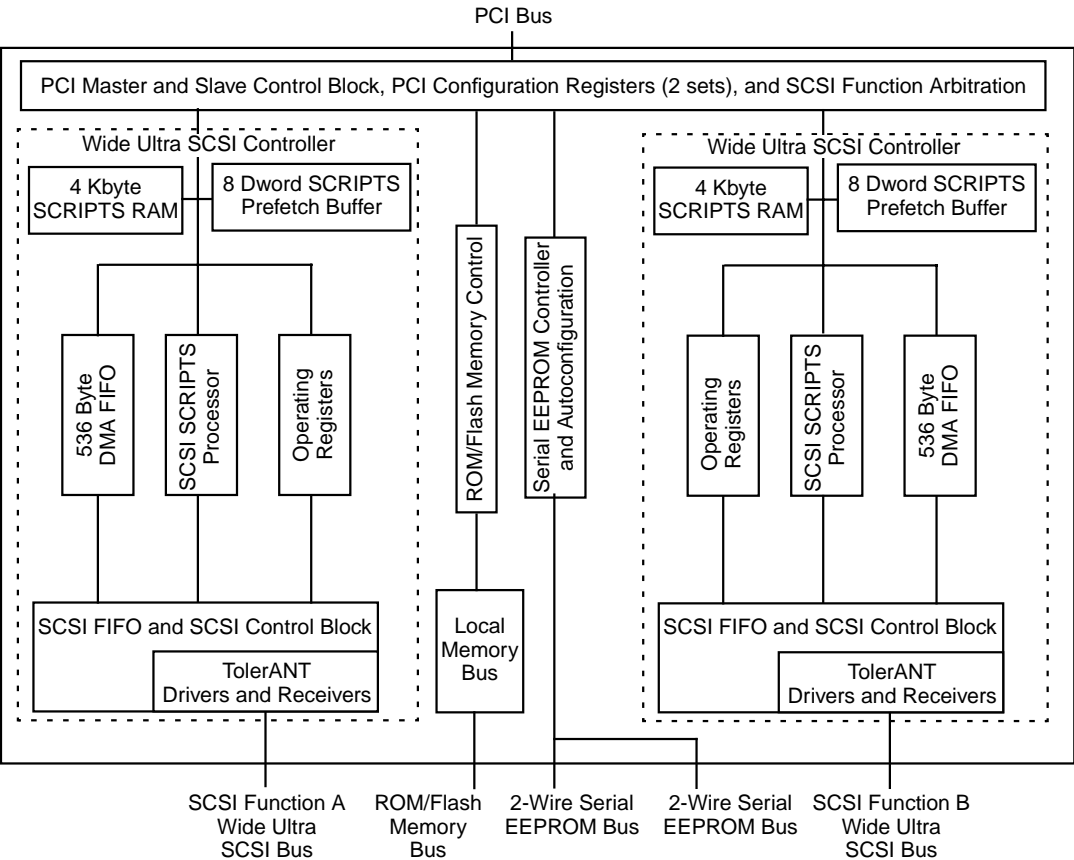 PCI Bus
PCI Master and Slave Control Block, PCI Configuration Registers (2 sets), and SCSI Function Arbitration
Wide Ultra SCSI Controller
4 Kbyte
SCRIPTS RAM
8 Dword SCRIPTS
Prefetch Buffer
536 Byte
DMA FIFO
SCSI SCRIPTS
Processor
Operating
Registers
SCSI FIFO and SCSI Control Block
TolerANT
Drivers and Receivers
ROM/Flash Memory Control
Local
Memory
Bus
Serial EEPROM Controller
and Autoconfiguration
Wide Ultra SCSI Controller
4 Kbyte
SCRIPTS RAM
8 Dword SCRIPTS
Prefetch Buffer
Operating
Registers
SCSI SCRIPTS
Processor
536 Byte
DMA FIFO
SCSI FIFO and SCSI Control Block
TolerANT
Drivers and Receivers
SCSI Function A
Wide Ultra
SCSI Bus
ROM/Flash
Memory
Bus
2-Wire Serial
EEPROM Bus
2-Wire Serial
EEPROM Bus
SCSI Function B
Wide Ultra
SCSI Bus